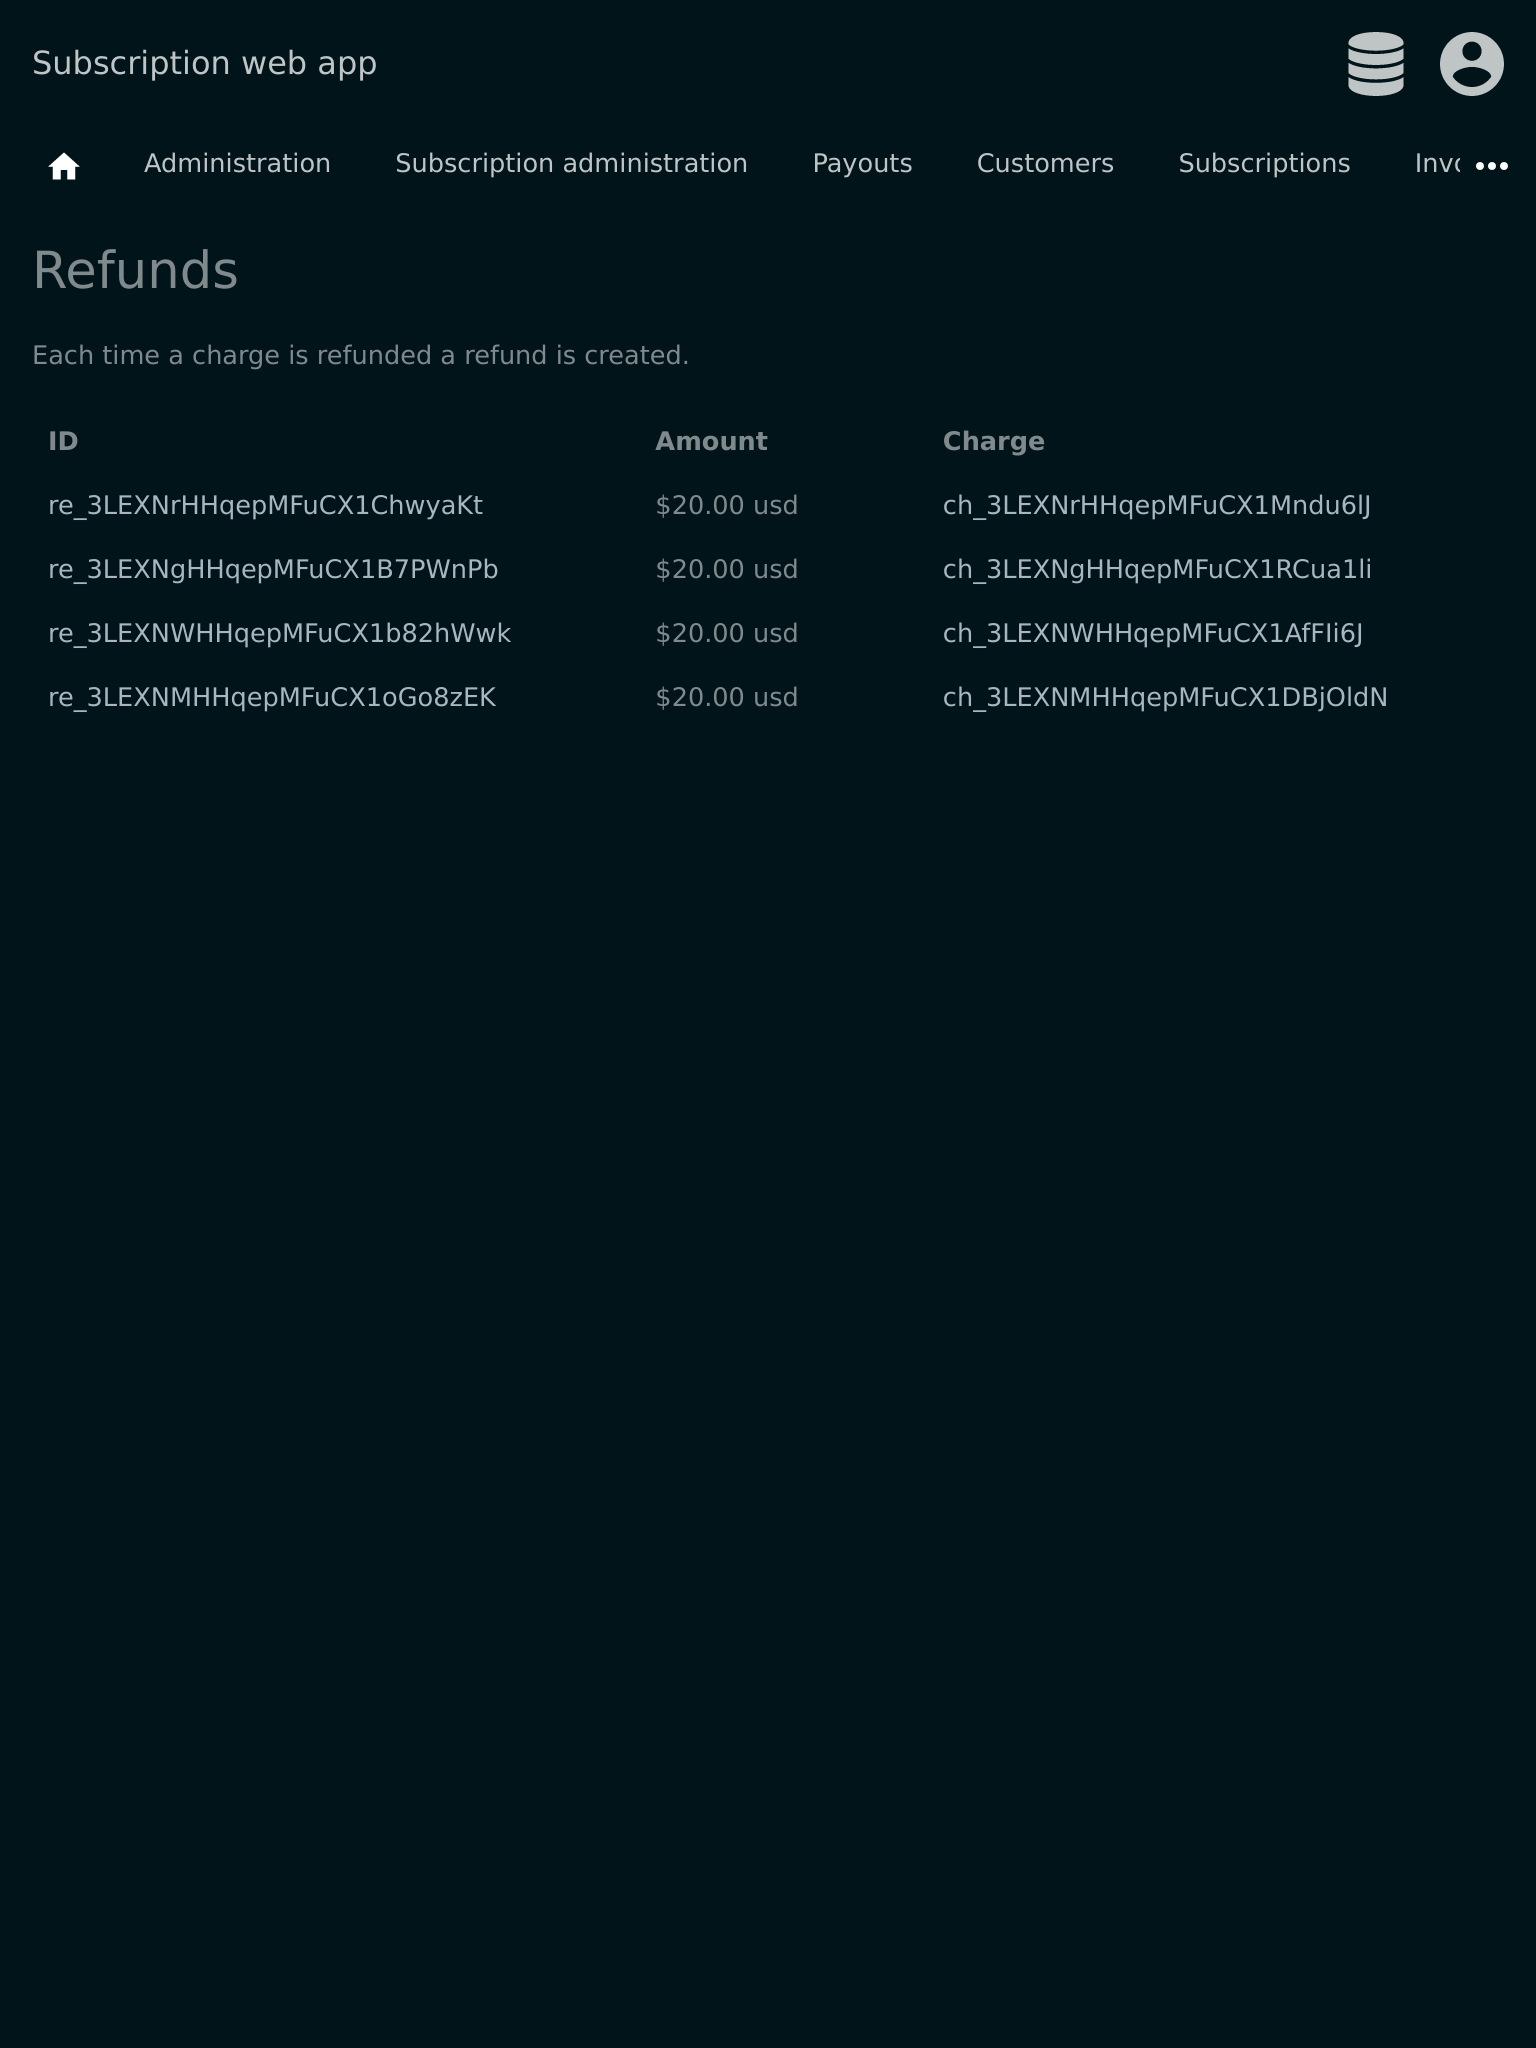 Subscription web app
Administration Subscription administration Payouts Customers Subscriptions
Refunds
Each time a charge is refunded a refund is created.
ID Amount Charge
re_3LEXNrHHqepMFuCX1ChwyaKt $20.00 usd ch_3LEXNrHHqepMFuCX1Mndu6lJ
re_3LEXNgHHqepMFuCX1B7PWnPb $20.00 usd ch_3LEXNgHHqepMFuCX1RCua1li
re_3LEXNWHHqepMFuCX1b82hWwk $20.00 usd ch_3LEXNWHHqepMFuCX1AfFIi6J
re_3LEXNMHHqepMFuCX1oGo8zEK $20.00 usd ch_3LEXNMHHqepMFuCX1DBjOldN